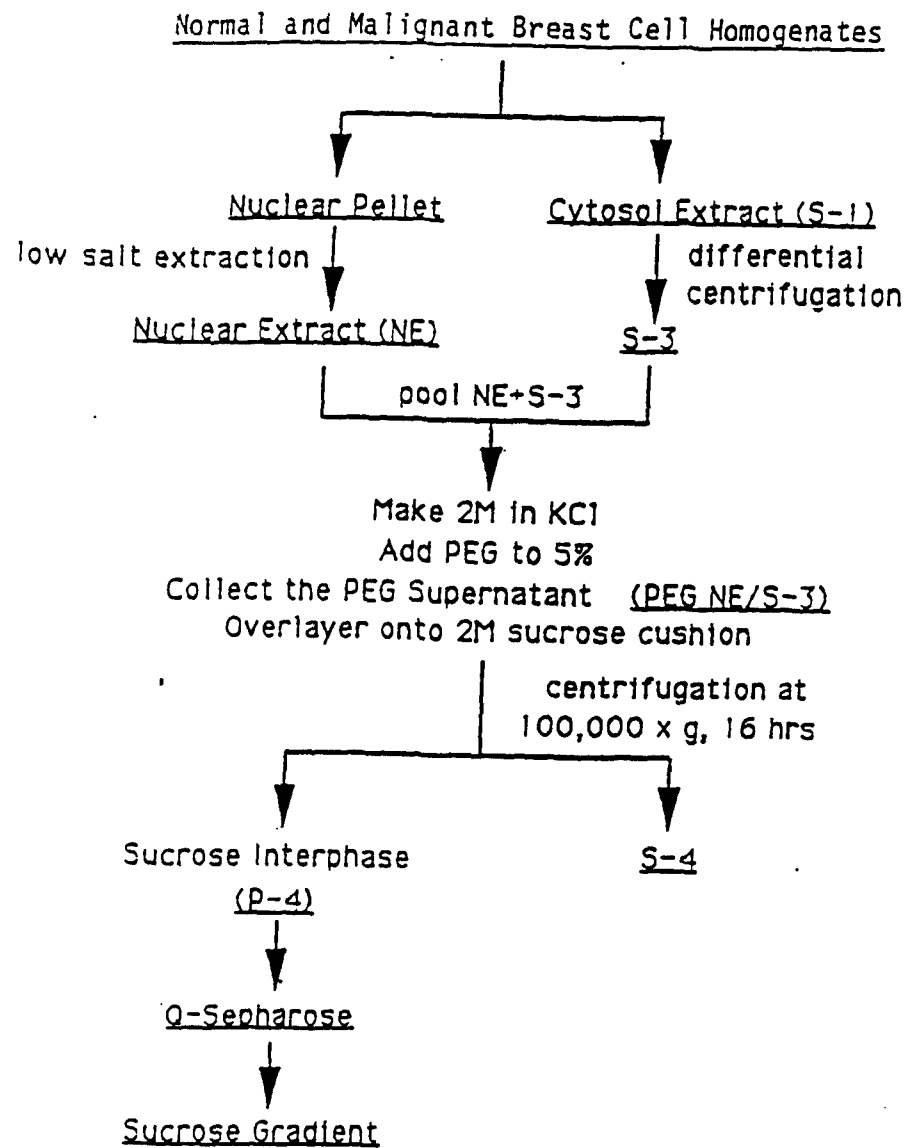 Normal and Malignant Breast Cell Homogenates
Nuclear Pellet
Cytosol Extract (S-1)
low salt extraction
differential
centrifugation
Nuclear Extract (NE)
S-3
pool NE+S-3
Make 2M in KCl
Add PEG to 5%
Collect the PEG Supernatant (PEG NE/S-3)
Overlayer onto 2M sucrose cushion
centrifugation at
100,000 x g, 16 hrs
Sucrose Interphase
(P-4)
S-4
Q-Sepharose
Sucrose Gradient